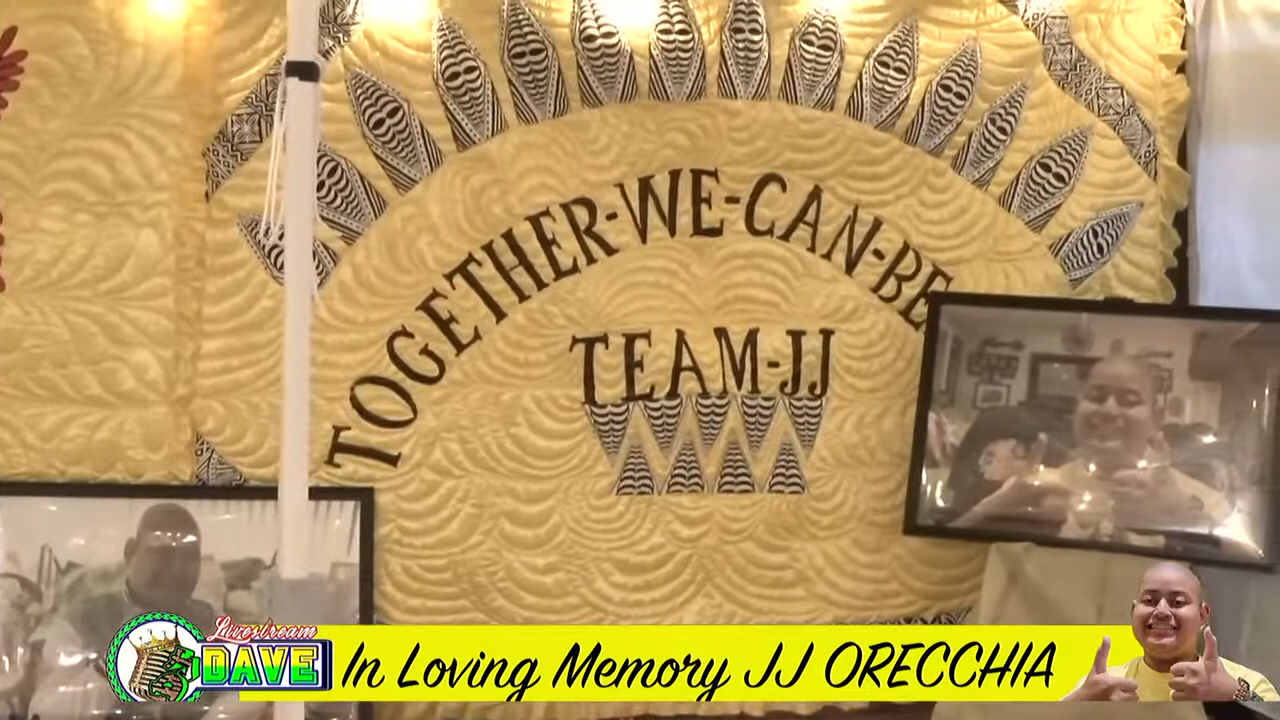 TOGETHER-WE-CAN-BE
TEAM-JJ
Livestream
DAVE
In Loving Memory JJ ORECCHIA